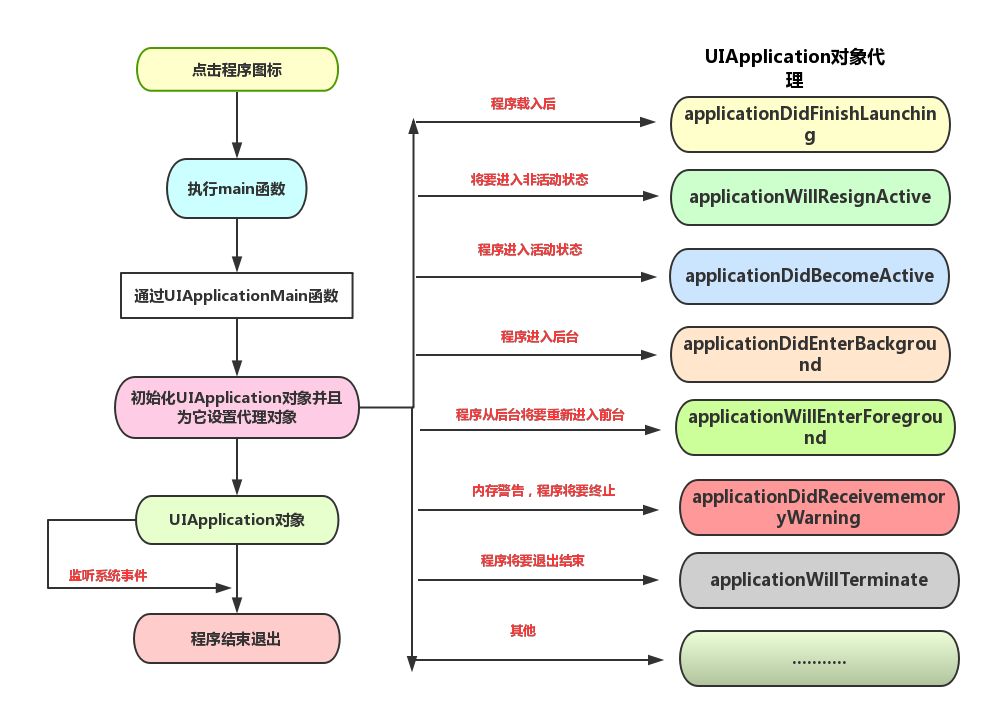 点击程序图标
执行main函数
通过UIApplicationMain函数
初始化UIApplication对象并且
为它设置代理对象
UIApplication对象
监听系统事件
程序结束退出
UIApplication对象代
理
程序载入后
applicationDidFinishLaunchin
g
将要进入非活动状态
applicationWillResignActive
程序进入活动状态
applicationDidBecomeActive
程序进入后台
applicationDidEnterBackgrou
nd
程序从后台将要重新进入前台
applicationWillEnterForegrou
nd
内存警告，程序将要终止
applicationDidReceivememor
yWarning
程序将要退出结束
applicationWillTerminate
其他
...........